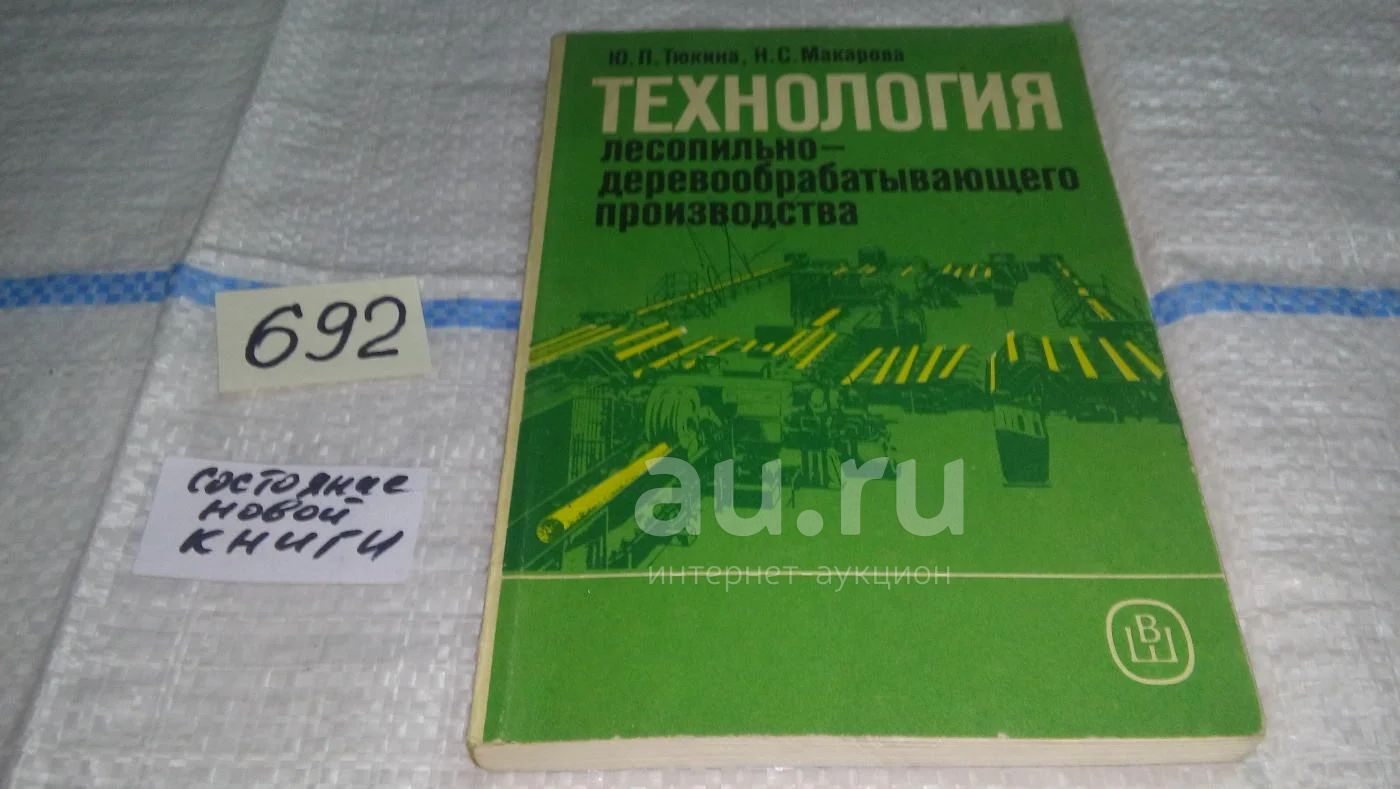 Ю. П. Тюкина, Н. С. Макарова
ТЕХНОЛОГИЯ
лесопильно–
деревообрабатывающего
производства
692
состояние
новой
книги
au.ru
интернет-аукцион
ВШ